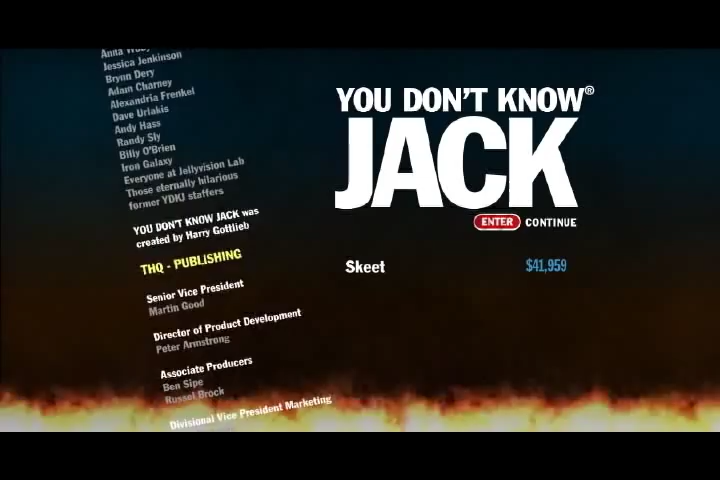 Anita
Jessica Jenkinson
Brynn Dery
Adam Charney
Alexandria Frenkel
Dave Urlakis
Andy Hass
Randy Sly
Billy O'Brien
Iron Galaxy
Everyone at Jellyvision Lab
Those eternally hilarious
former YDKJ staffers
YOU DON'T KNOW JACK was
created by Harry Gottlieb
THQ - PUBLISHING
Senior Vice President
Martin Good
Director of Product Development
Peter Armstrong
Associate Producers
Ben Sipe
Russel Brock
Divisional Vice President Marketing
YOU DON'T KNOW®
JACK
ENTER CONTINUE
Skeet $41,959